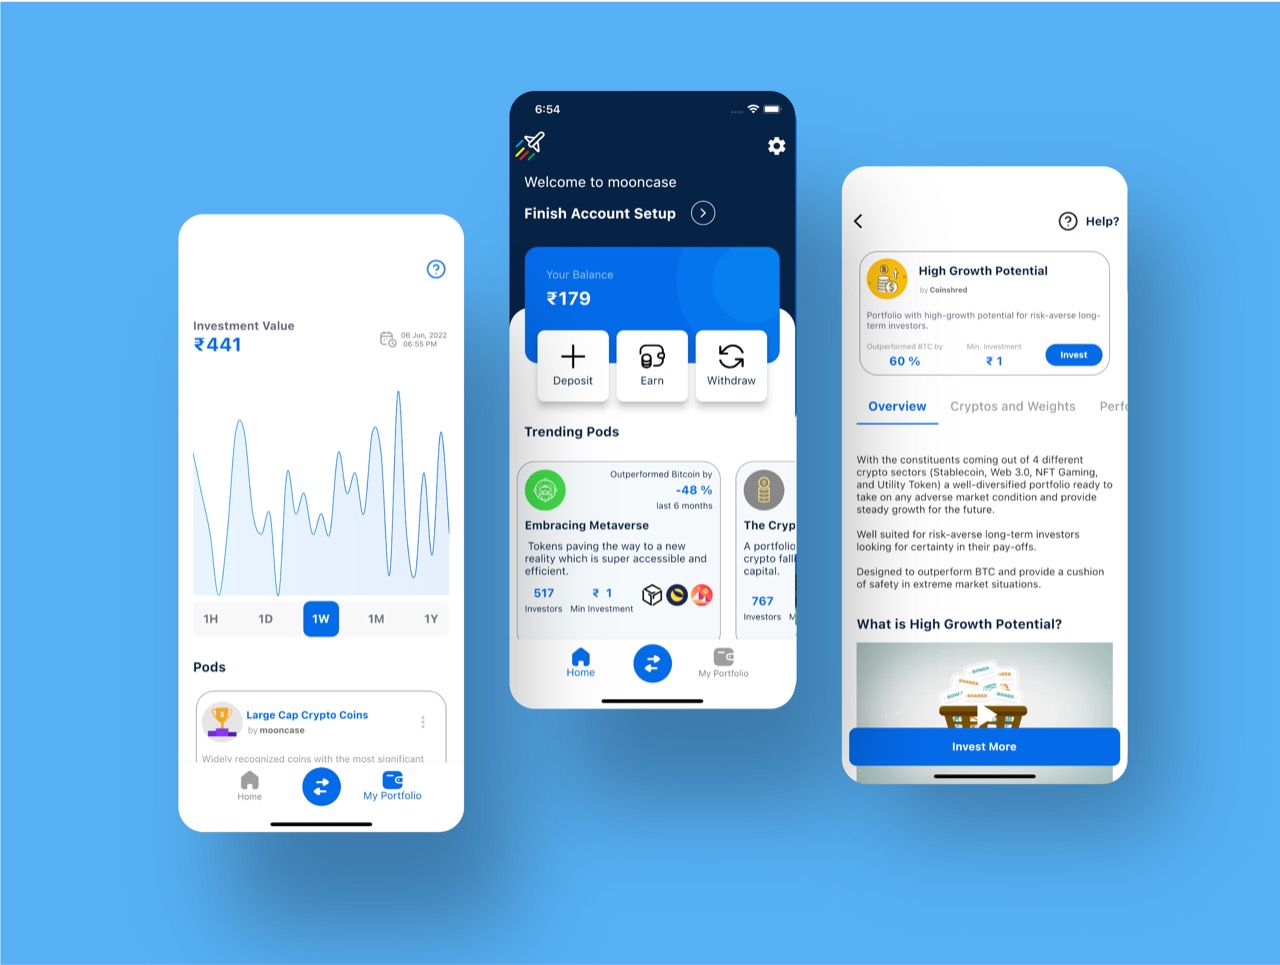 Investment Value
₹441
06 Jun, 2022
06:55 PM
1H 1D 1W 1M 1Y
Pods
Large Cap Crypto Coins
by mooncase
Widely recognized coins with the most significant
Home My Portfolio
6:54
Welcome to mooncase
Finish Account Setup
Your Balance
₹179
Deposit Earn Withdraw
Trending Pods
Outperformed Bitcoin by
-48 %
last 6 months
Embracing Metaverse
Tokens paving the way to a new
reality which is super accessible and
efficient.
517 ₹ 1
Investors Min Investment
The Cryp
A portfolio
crypto fall
capital.
767
Investors M
Home My Portfolio
Help?
High Growth Potential
by Coinshred
Portfolio with high-growth potential for risk-averse long-
term investors.
Outperformed BTC by Min. Investment
60 % ₹ 1
Invest
Overview Cryptos and Weights Perfo
With the constituents coming out of 4 different
crypto sectors (Stablecoin, Web 3.0, NFT Gaming,
and Utility Token) a well-diversified portfolio ready to
take on any adverse market condition and provide
steady growth for the future.
Well suited for risk-averse long-term investors
looking for certainty in their pay-offs.
Designed to outperform BTC and provide a cushion
of safety in extreme market situations.
What is High Growth Potential?
BONDS
SHARES
SHARES
BONDS
Invest More